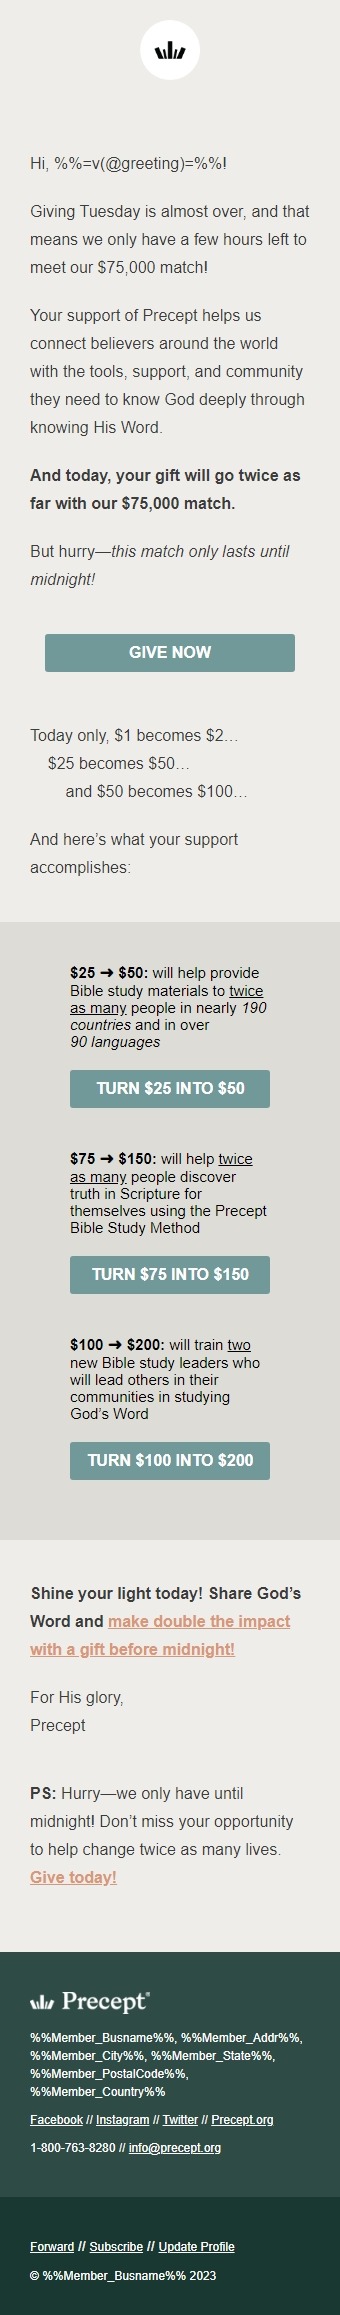 Hi, %%=v(@greeting)=%%!
Giving Tuesday is almost over, and that
means we only have a few hours left to
meet our $75,000 match!
Your support of Precept helps us
connect believers around the world
with the tools, support, and community
they need to know God deeply through
knowing His Word.
And today, your gift will go twice as
far with our $75,000 match.
But hurry—this match only lasts until
midnight!
GIVE NOW
Today only, $1 becomes $2…
$25 becomes $50…
and $50 becomes $100…
And here’s what your support
accomplishes:
$25 ➜ $50: will help provide
Bible study materials to twice
as many people in nearly 190
countries and in over
90 languages
TURN $25 INTO $50
$75 ➜ $150: will help twice
as many people discover
truth in Scripture for
themselves using the Precept
Bible Study Method
TURN $75 INTO $150
$100 ➜ $200: will train two
new Bible study leaders who
will lead others in their
communities in studying
God’s Word
TURN $100 INTO $200
Shine your light today! Share God’s
Word and make double the impact
with a gift before midnight!
For His glory,
Precept
PS: Hurry—we only have until
midnight! Don’t miss your opportunity
to help change twice as many lives.
Give today!
Precept®
%%Member_Busname%%, %%Member_Addr%%,
%%Member_City%%, %%Member_State%%,
%%Member_PostalCode%%,
%%Member_Country%%
Facebook // Instagram // Twitter // Precept.org
1-800-763-8280 // info@precept.org
Forward // Subscribe // Update Profile
© %%Member_Busname%% 2023